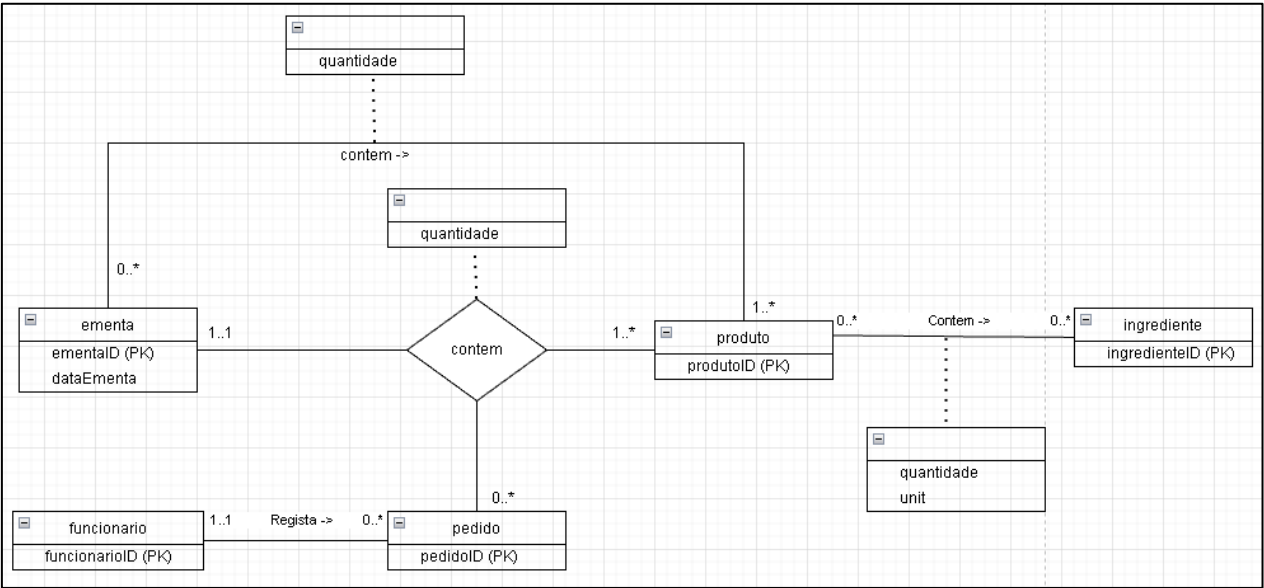 quantidade
contem ->
quantidade
0..*
1..*
ementa
ementaID (PK)
dataEmenta
1..1
contem
1..*
produto
produtoID (PK)
0..*
Contem ->
0..*
ingrediente
ingredienteID (PK)
quantidade
unit
0..*
funcionario
funcionarioID (PK)
1..1
Regista ->
0..*
pedido
pedidoID (PK)